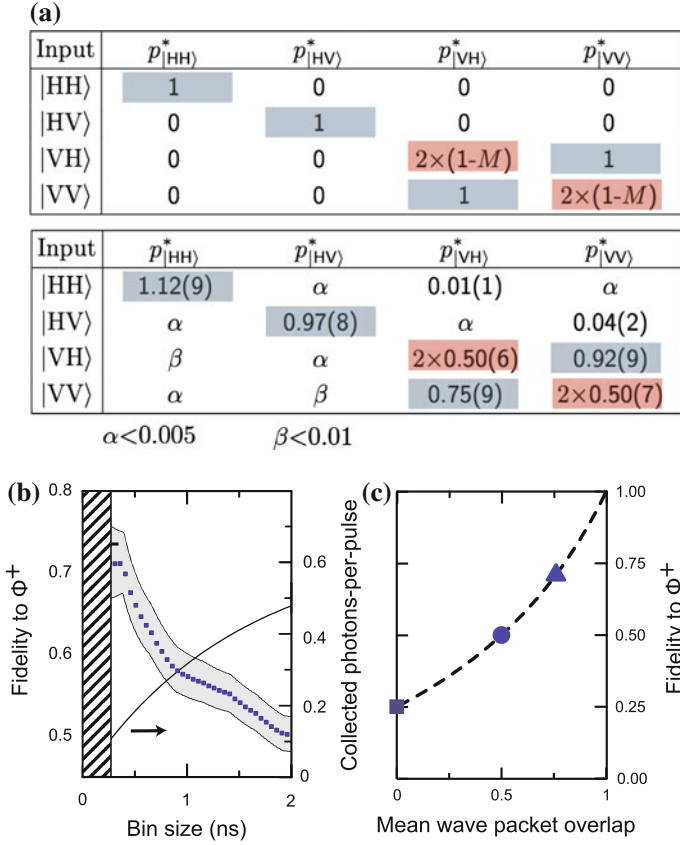 (a)
Input p*|HH⟩ p*|HV⟩ p*|VH⟩ p*|VV⟩
|HH⟩ 1 0 0 0
|HV⟩ 0 1 0 0
|VH⟩ 0 0 2×(1-M) 1
|VV⟩ 0 0 1 2×(1-M)
Input p*|HH⟩ p*|HV⟩ p*|VH⟩ p*|VV⟩
|HH⟩ 1.12(9) α 0.01(1) α
|HV⟩ α 0.97(8) α 0.04(2)
|VH⟩ β α 2×0.50(6) 0.92(9)
|VV⟩ α β 0.75(9) 2×0.50(7)
α<0.005 β<0.01
(b)
Fidelity to Φ+
0.8
0.7
0.6
0.5
0 1 2
Bin size (ns)
0.6
0.4
0.2
0
Collected photons-per-pulse
(c)
0 0.5 1
Mean wave packet overlap
1.00
0.75
0.50
0.25
0.00
Fidelity to Φ+